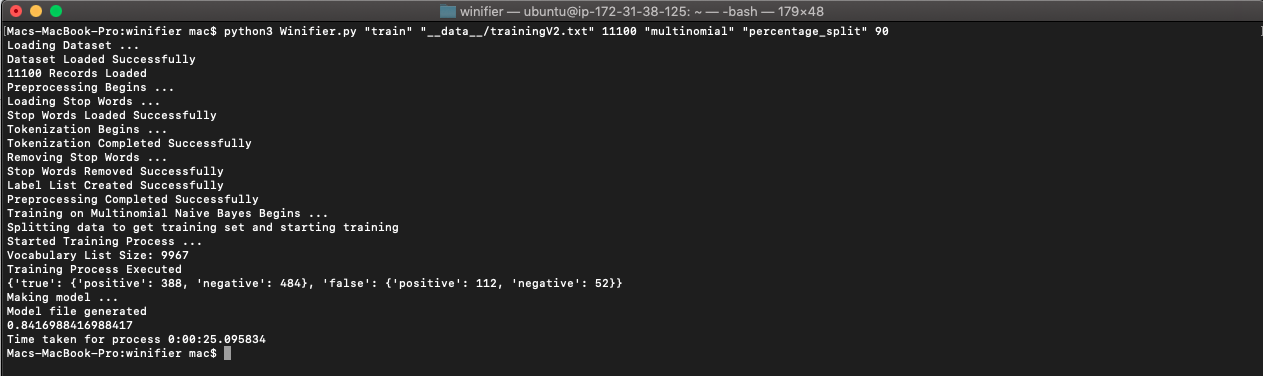 winifier — ubuntu@ip-172-31-38-125: ~ — -bash — 179×48
[Macs-MacBook-Pro:winifier mac$ python3 Winifier.py "train" "__data__/trainingV2.txt" 11100 "multinomial" "percentage_split" 90
Loading Dataset ...
Dataset Loaded Successfully
11100 Records Loaded
Preprocessing Begins ...
Loading Stop Words ...
Stop Words Loaded Successfully
Tokenization Begins ...
Tokenization Completed Successfully
Removing Stop Words ...
Stop Words Removed Successfully
Label List Created Successfully
Preprocessing Completed Successfully
Training on Multinomial Naive Bayes Begins ...
Splitting data to get training set and starting training
Started Training Process ...
Vocabulary List Size: 9967
Training Process Executed
{'true': {'positive': 388, 'negative': 484}, 'false': {'positive': 112, 'negative': 52}}
Making model ...
Model file generated
0.8416988416988417
Time taken for process 0:00:25.095834
Macs-MacBook-Pro:winifier mac$